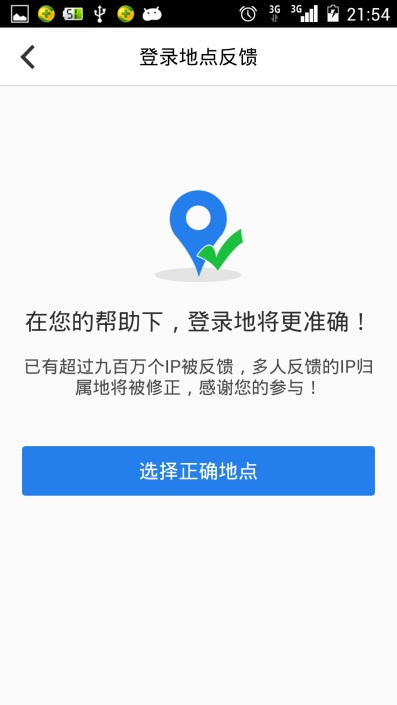 3G 3G 21:54
登录地点反馈
在您的帮助下，登录地将更准确！
已有超过九百万个IP被反馈，多人反馈的IP归
属地将被修正，感谢您的参与！
选择正确地点